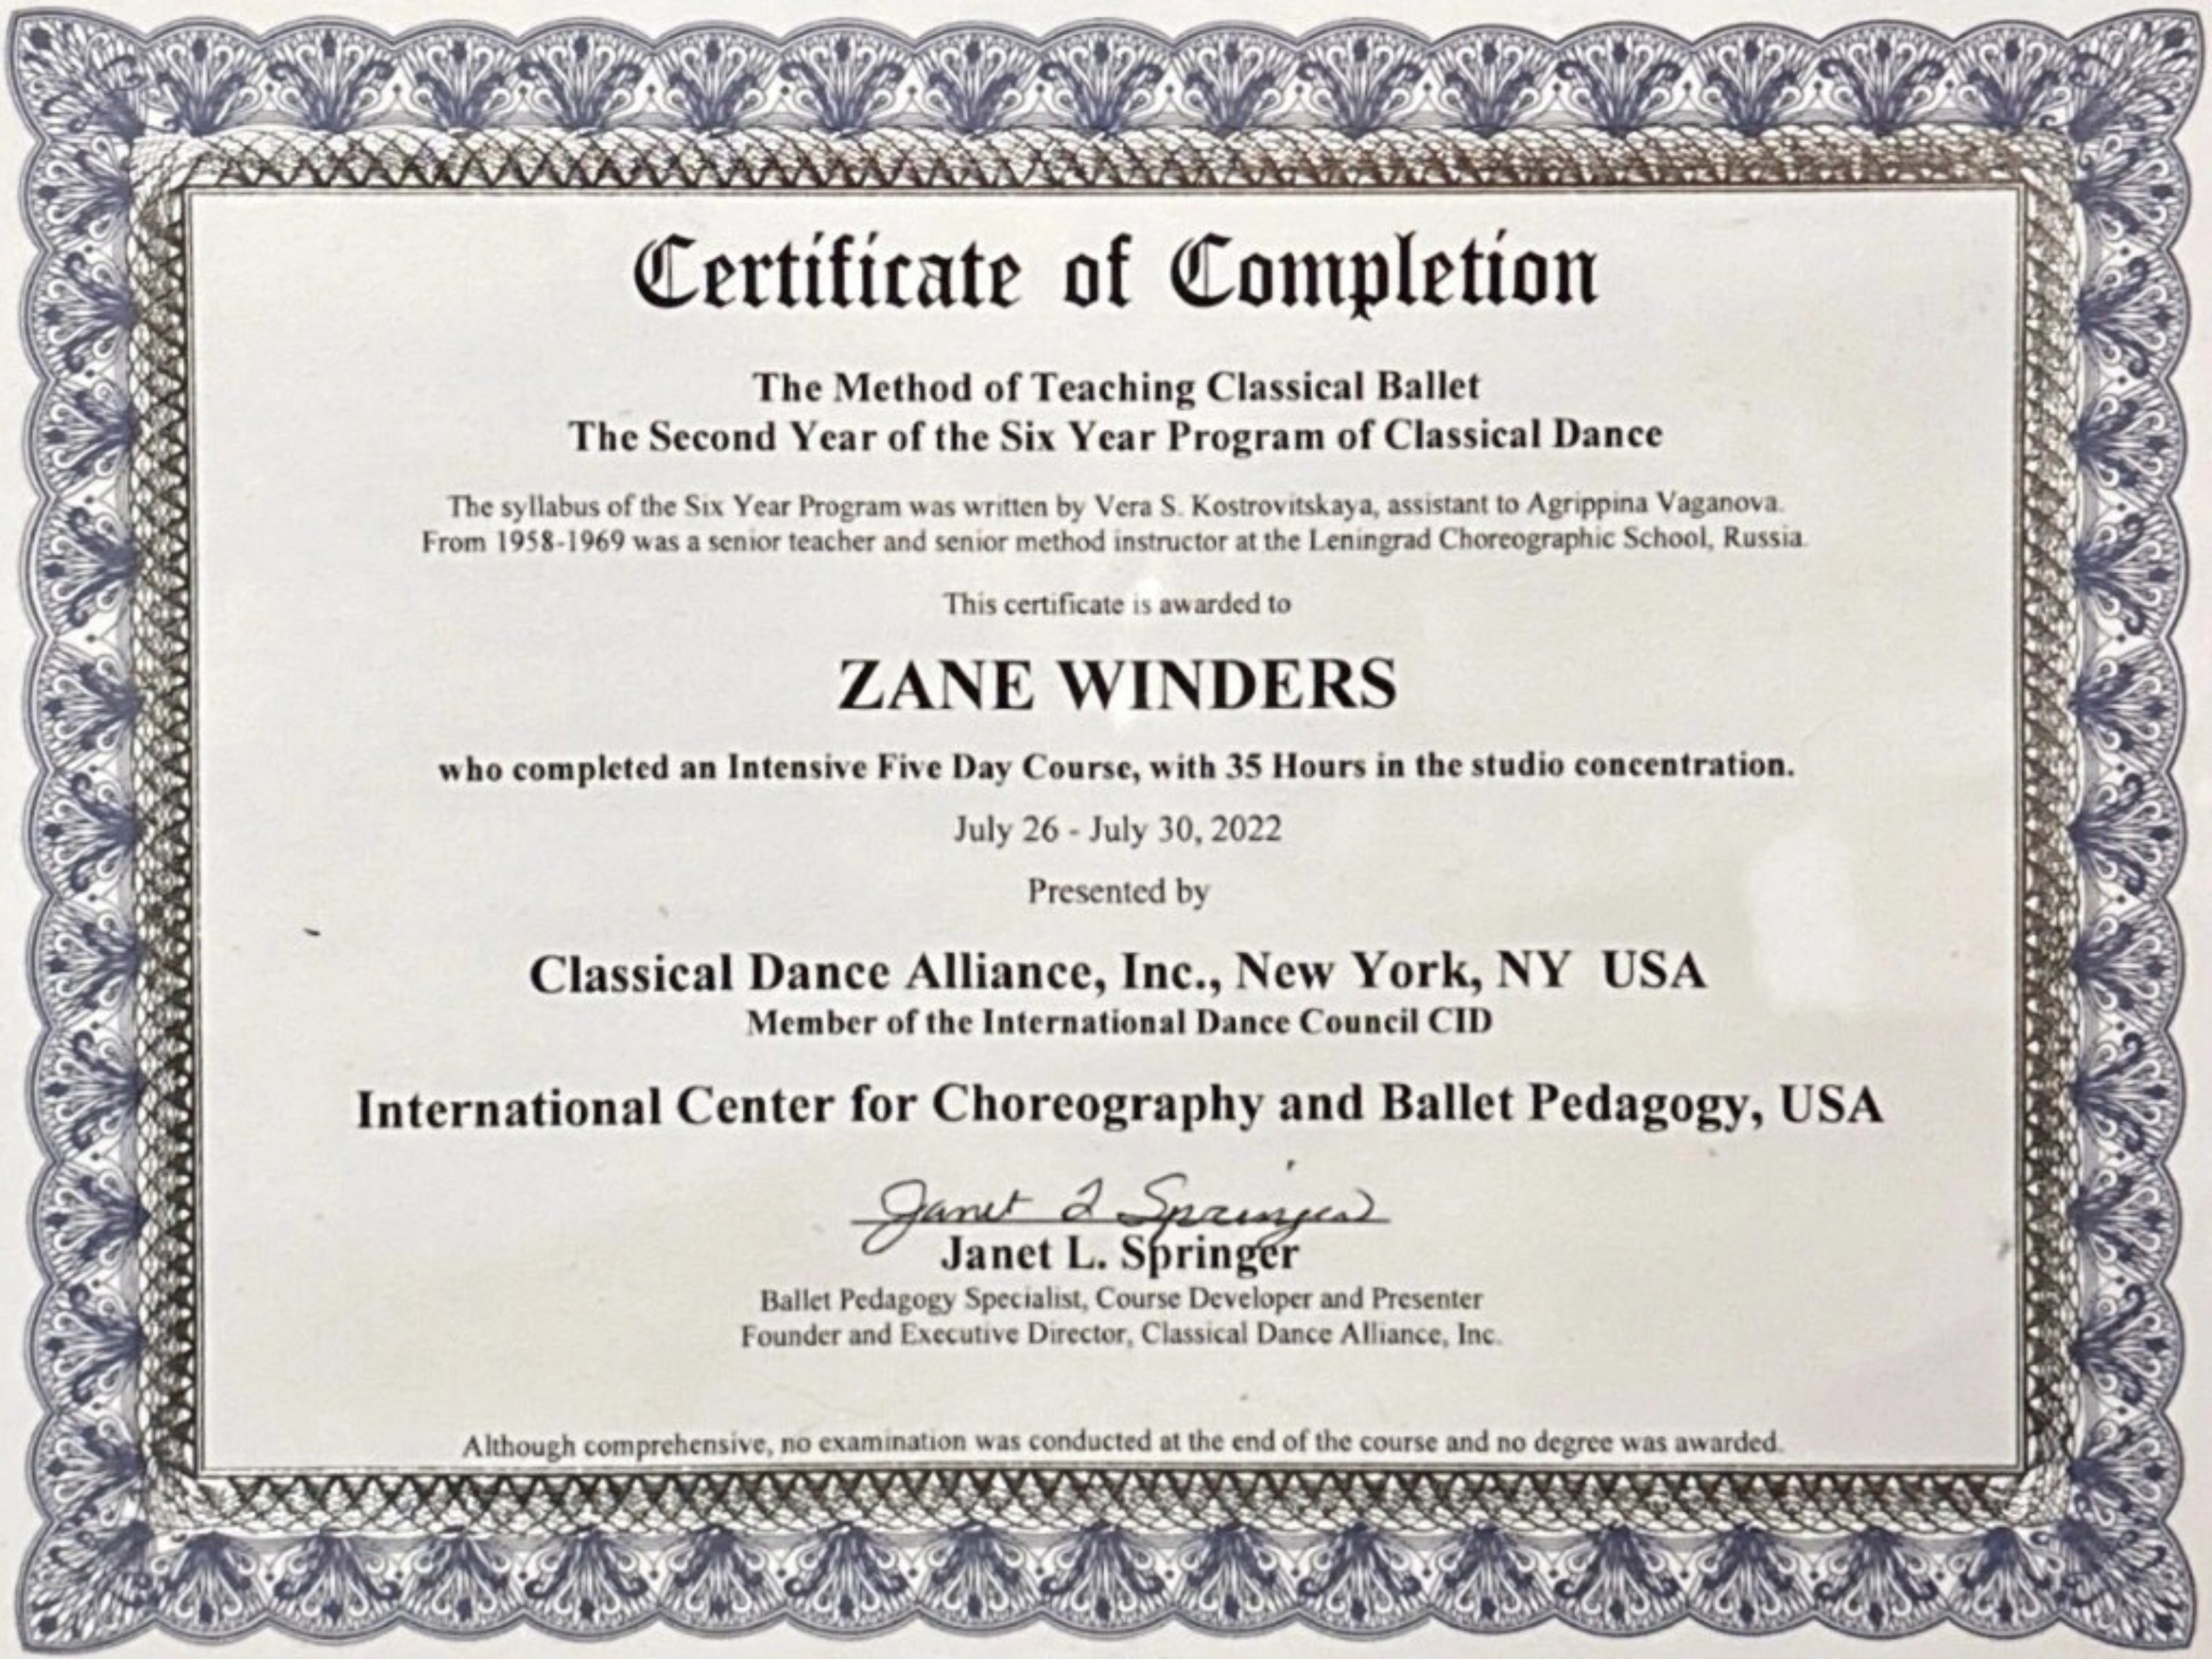 Certificate of Completion
The Method of Teaching Classical Ballet
The Second Year of the Six Year Program of Classical Dance
The syllabus of the Six Year Program was written by Vera S. Kostrovitskaya, assistant to Agrippina Vaganova.
From 1958-1969 was a senior teacher and senior method instructor at the Leningrad Choreographic School, Russia.
This certificate is awarded to
ZANE WINDERS
who completed an Intensive Five Day Course, with 35 Hours in the studio concentration.
July 26 - July 30, 2022
Presented by
Classical Dance Alliance, Inc., New York, NY USA
Member of the International Dance Council CID
International Center for Choreography and Ballet Pedagogy, USA
Janet L Springer
Janet L. Springer
Ballet Pedagogy Specialist, Course Developer and Presenter
Founder and Executive Director, Classical Dance Alliance, Inc.
Although comprehensive, no examination was conducted at the end of the course and no degree was awarded.